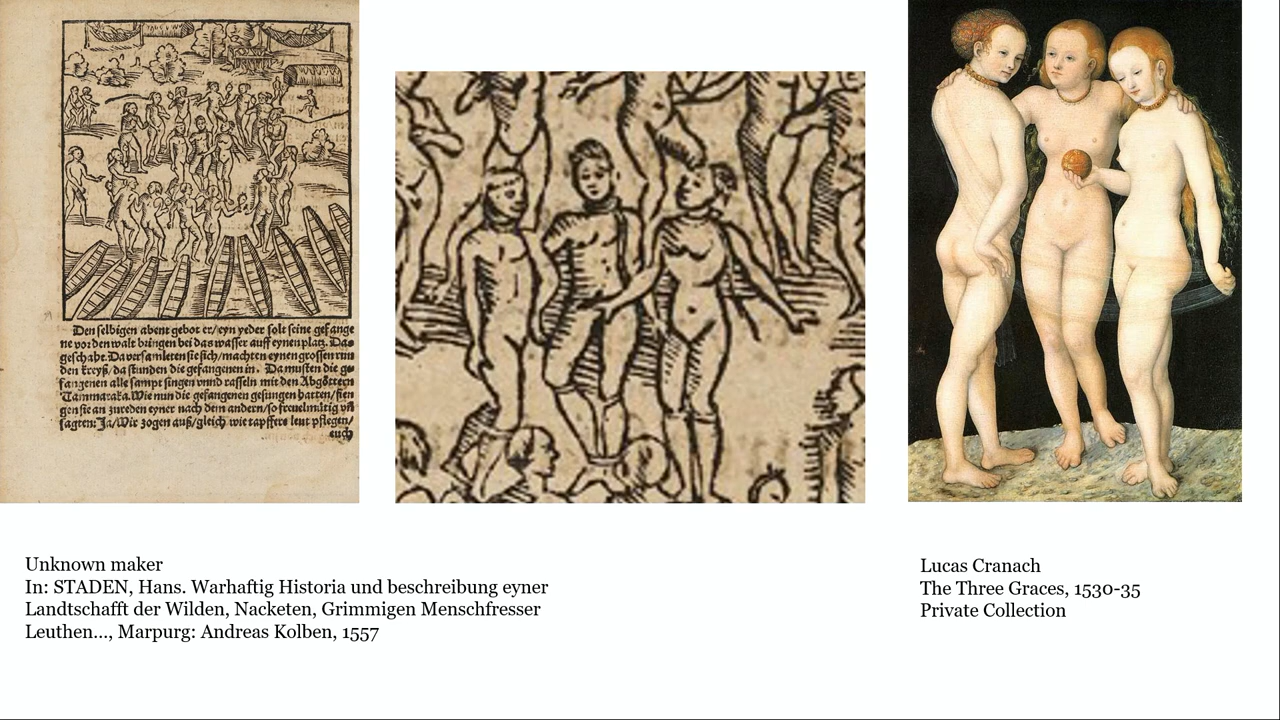 Den selbigen abent gebot er/eyn yeder solt seine gefange
ne vor den walt bringen bei das wasser auff eynen platz. Das
geschahe. Da versamleten sie sich/machten eynen grossen run
den kreyß/da stunden die gefangenen in. Da musten die ge
fangenen alle sampt singen vnnd rasseln mit den Abgöttern
Tammaraka. Wie nun die gefangenen gesungen hatten/fien
gen sie an zureden eyner nach dem andern/so freuelmütig vñ
sagten: Ja/Wir zogen auß/gleich wie tapffere leut pflegen/
euch
Unknown maker
In: STADEN, Hans. Warhaftig Historia und beschreibung eyner
Landtschafft der Wilden, Nacketen, Grimmigen Menschfresser
Leuthen..., Marpurg: Andreas Kolben, 1557
Lucas Cranach
The Three Graces, 1530-35
Private Collection